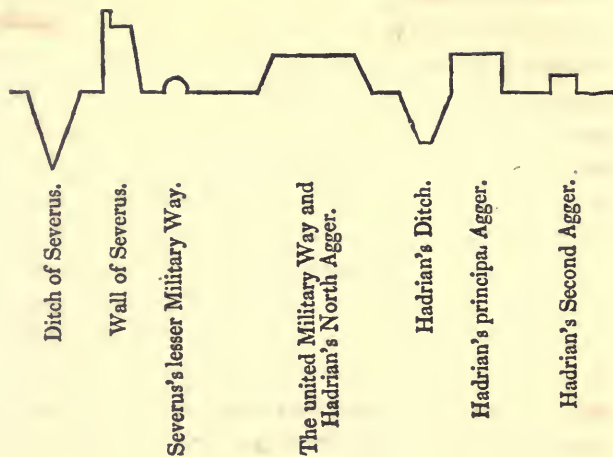 Ditch of Severus.
Wall of Severus.
Severus's lesser Military Way.
The united Military Way and
Hadrian's North Agger.
Hadrian's Ditch.
Hadrian's principa. Agger.
Hadrian's Second Agger.